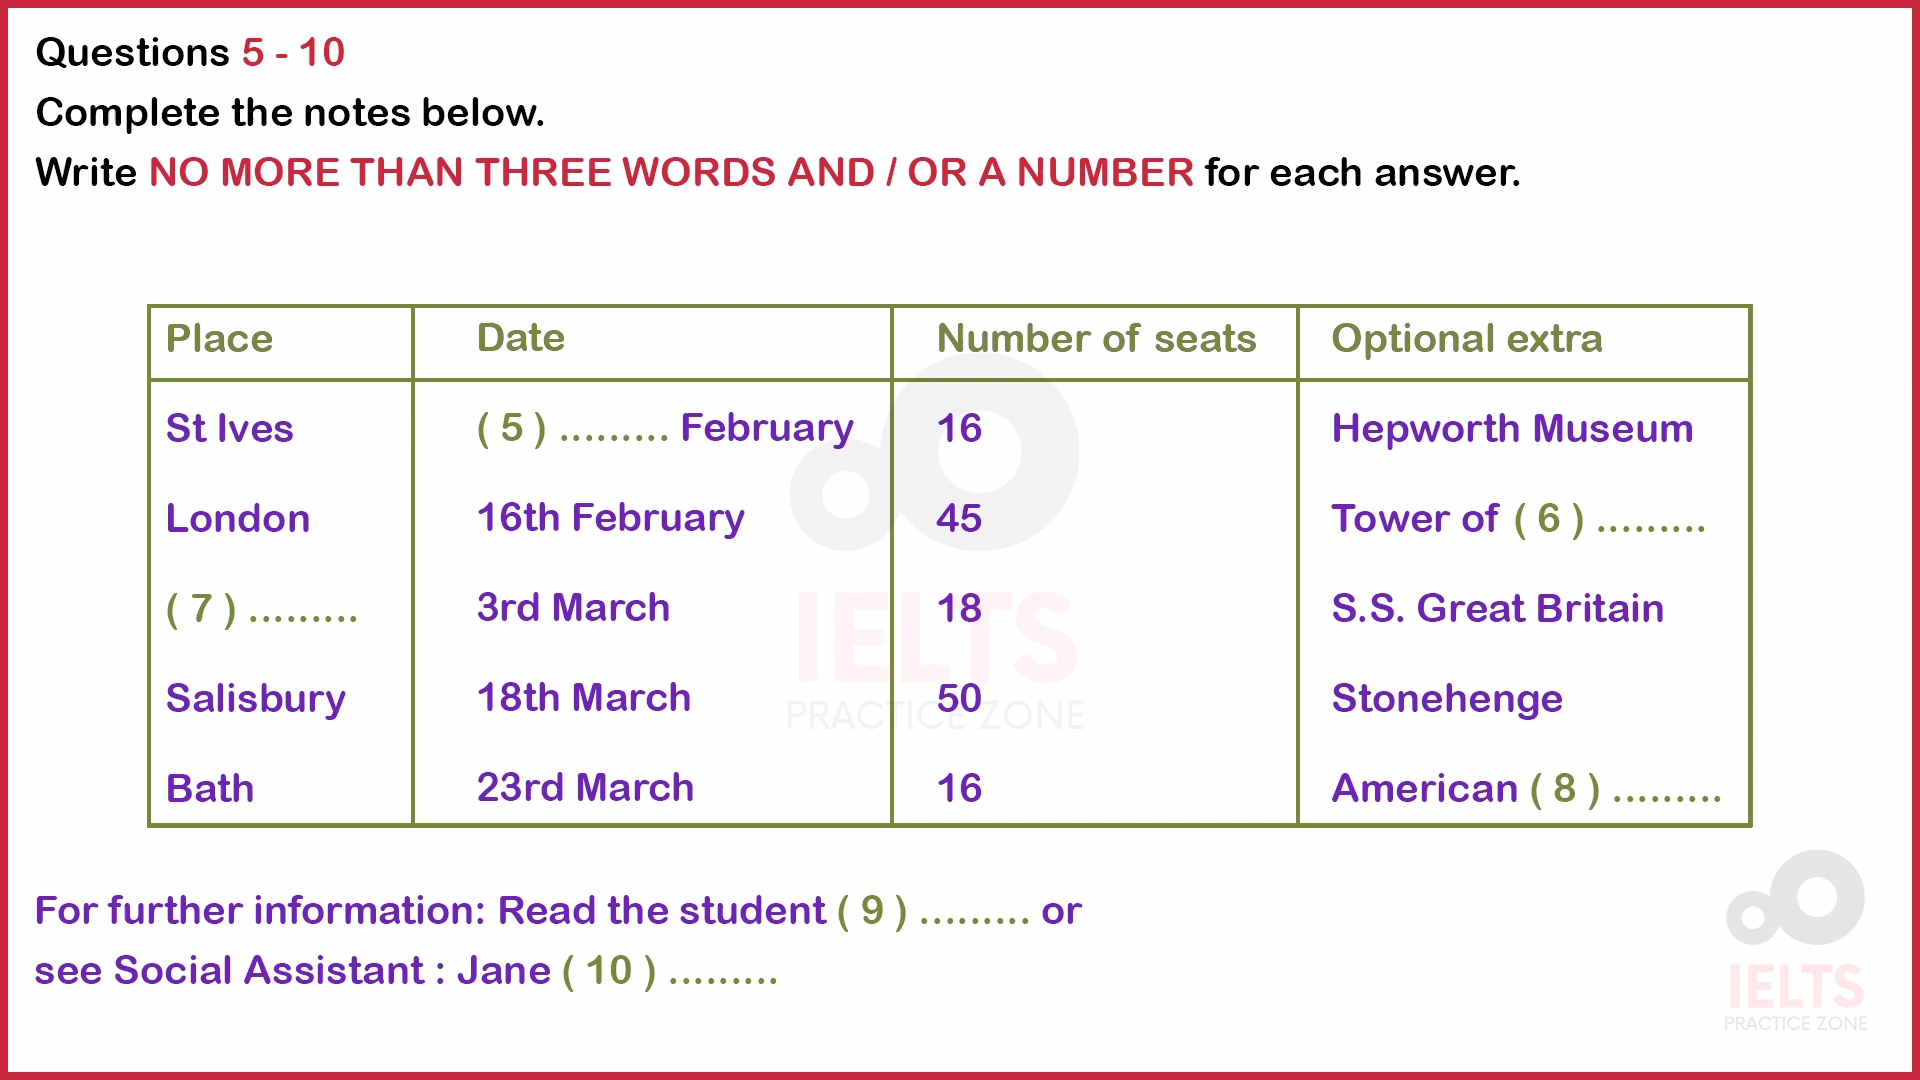 Questions 5 - 10
Complete the notes below.
Write NO MORE THAN THREE WORDS AND / OR A NUMBER for each answer.
Place Date Number of seats Optional extra
St Ives ( 5 ) ......... February 16 Hepworth Museum
London 16th February 45 Tower of ( 6 ) .........
( 7 ) ......... 3rd March 18 S.S. Great Britain
Salisbury 18th March 50 Stonehenge
Bath 23rd March 16 American ( 8 ) .........
IELTS
PRACTICE ZONE
For further information: Read the student ( 9 ) ......... or
see Social Assistant : Jane ( 10 ) .........
IELTS
PRACTICE ZONE